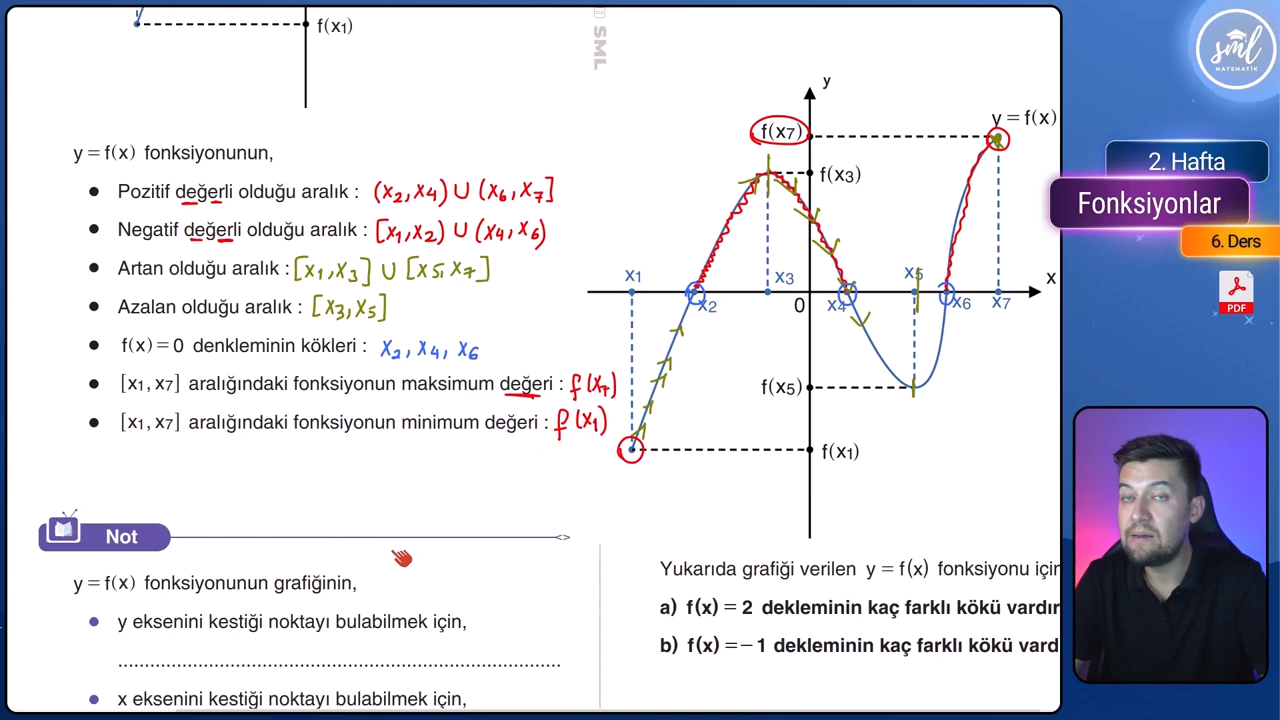 f(x₁)
SML
y = f(x) fonksiyonunun,
Pozitif değerli olduğu aralık : (x₂, x₄) ∪ (x₆, x₇]
Negatif değerli olduğu aralık : [x₁, x₂) ∪ (x₄, x₆)
Artan olduğu aralık : [x₁, x₃] ∪ [x₅, x₇]
Azalan olduğu aralık : [x₃, x₅]
f(x) = 0 denkleminin kökleri : x₂, x₄, x₆
[x₁, x₇] aralığındaki fonksiyonun maksimum değeri : f(x₇)
[x₁, x₇] aralığındaki fonksiyonun minimum değeri : f(x₁)
y
y = f(x)
f(x₇)
f(x₃)
x₁
x₃
x₅
x
x₂
0
x₄
x₆
x₇
f(x₅)
f(x₁)
Not
y = f(x) fonksiyonunun grafiğinin,
y eksenini kestiği noktayı bulabilmek için,
x eksenini kestiği noktayı bulabilmek için,
Yukarıda grafiği verilen y = f(x) fonksiyonu için
a) f(x) = 2 dekleminin kaç farklı kökü vardır
b) f(x) = – 1 dekleminin kaç farklı kökü vard
sml
MATEMATİK
2. Hafta
Fonksiyonlar
6. Ders
PDF